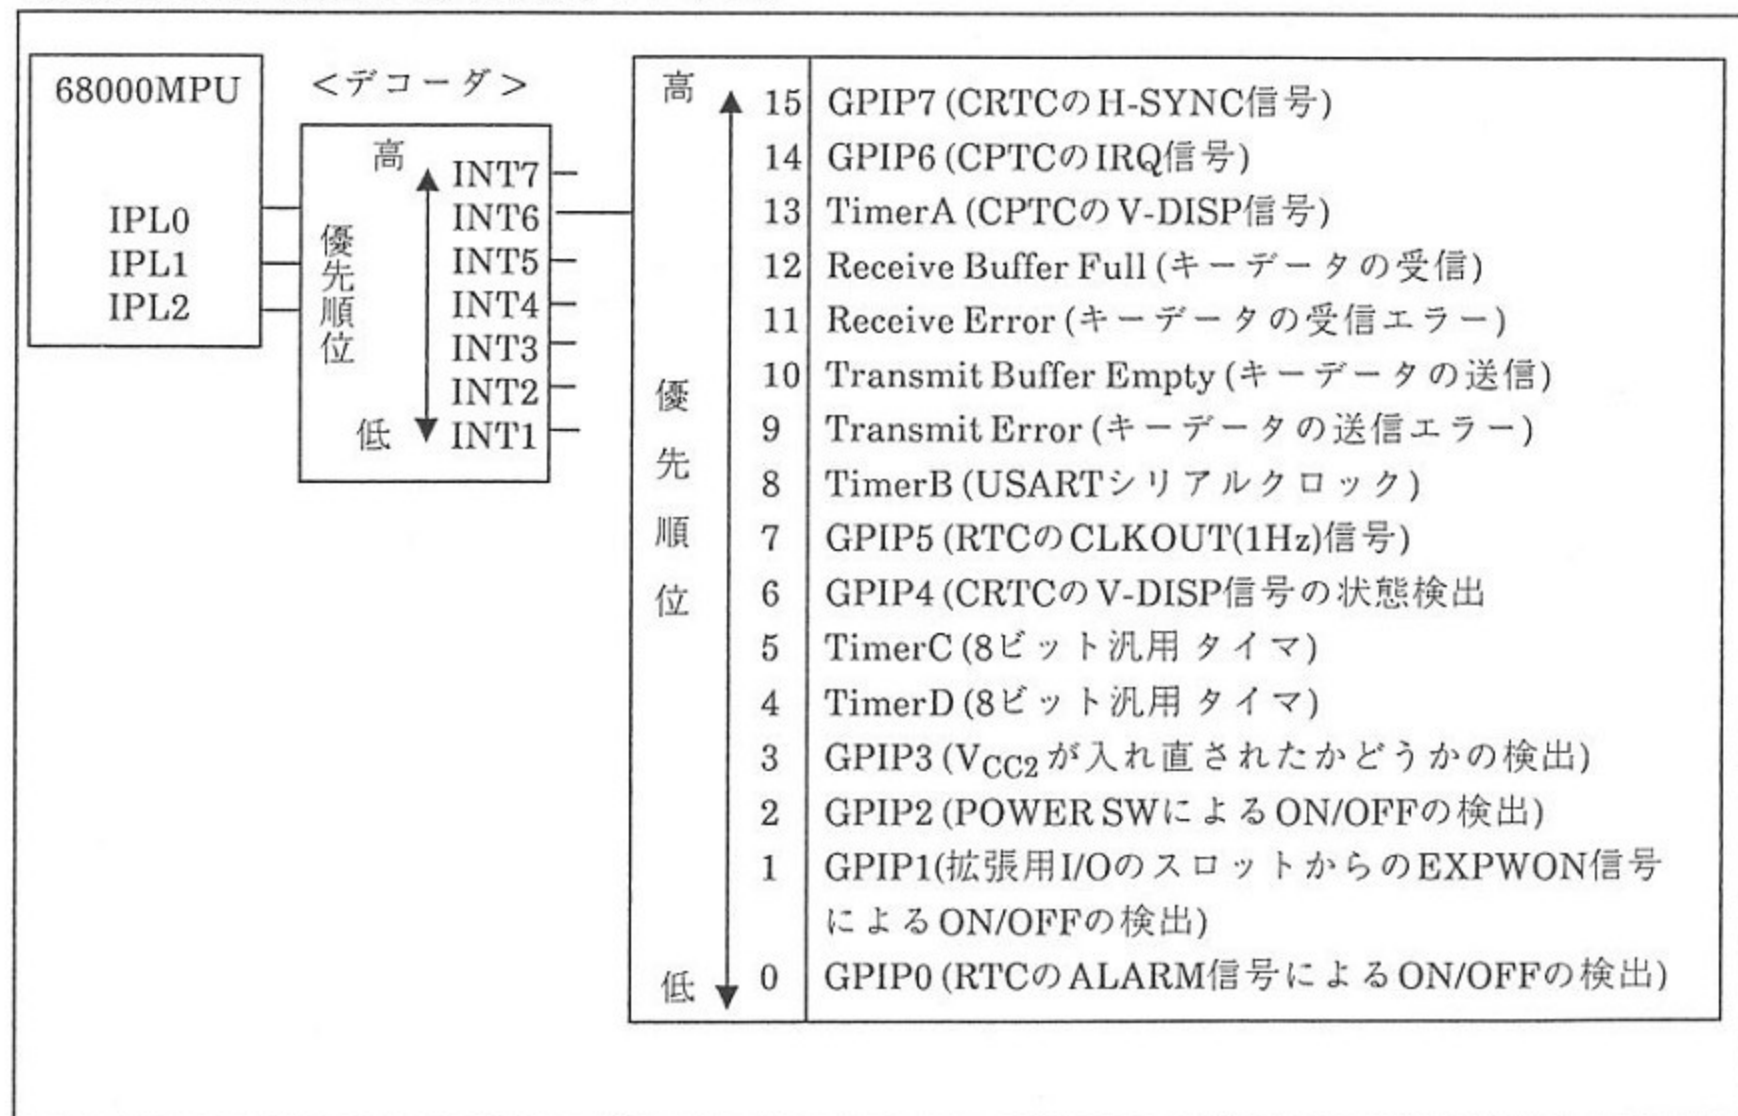 68000MPU
IPL0
IPL1
IPL2
<デコーダ>
高
優先順位
低
INT7
INT6
INT5
INT4
INT3
INT2
INT1
高
優先順位
低
15 GPIP7 (CRTCのH-SYNC信号)
14 GPIP6 (CPTCのIRQ信号)
13 TimerA (CPTCのV-DISP信号)
12 Receive Buffer Full (キーデータの受信)
11 Receive Error (キーデータの受信エラー)
10 Transmit Buffer Empty (キーデータの送信)
9 Transmit Error (キーデータの送信エラー)
8 TimerB (USARTシリアルクロック)
7 GPIP5 (RTCのCLKOUT(1Hz)信号)
6 GPIP4 (CRTCのV-DISP信号の状態検出
5 TimerC (8ビット汎用 タイマ)
4 TimerD (8ビット汎用 タイマ)
3 GPIP3 (VCC2が入れ直されたかどうかの検出)
2 GPIP2 (POWER SWによるON/OFFの検出)
1 GPIP1(拡張用I/OのスロットからのEXPWON信号
によるON/OFFの検出)
0 GPIP0 (RTCのALARM信号によるON/OFFの検出)